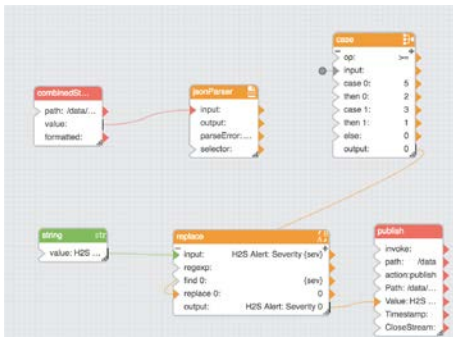 combinedSt...
path: /data/...
value:
formatted:
jsonParser
input:
output:
parseError:...
selector:
case
op: >=
input:
case 0: 5
then 0: 2
case 1: 3
then 1: 1
else: 0
output: 0
string str
value: H2S ...
replace
input: H2S Alert: Severity {sev}
regexp:
find 0: {sev}
replace 0: 0
output: H2S Alert: Severity 0
publish
invoke:
path: /data
action:publish
Path: /data/...
Value: H2S ...
Timestamp:
CloseStream: